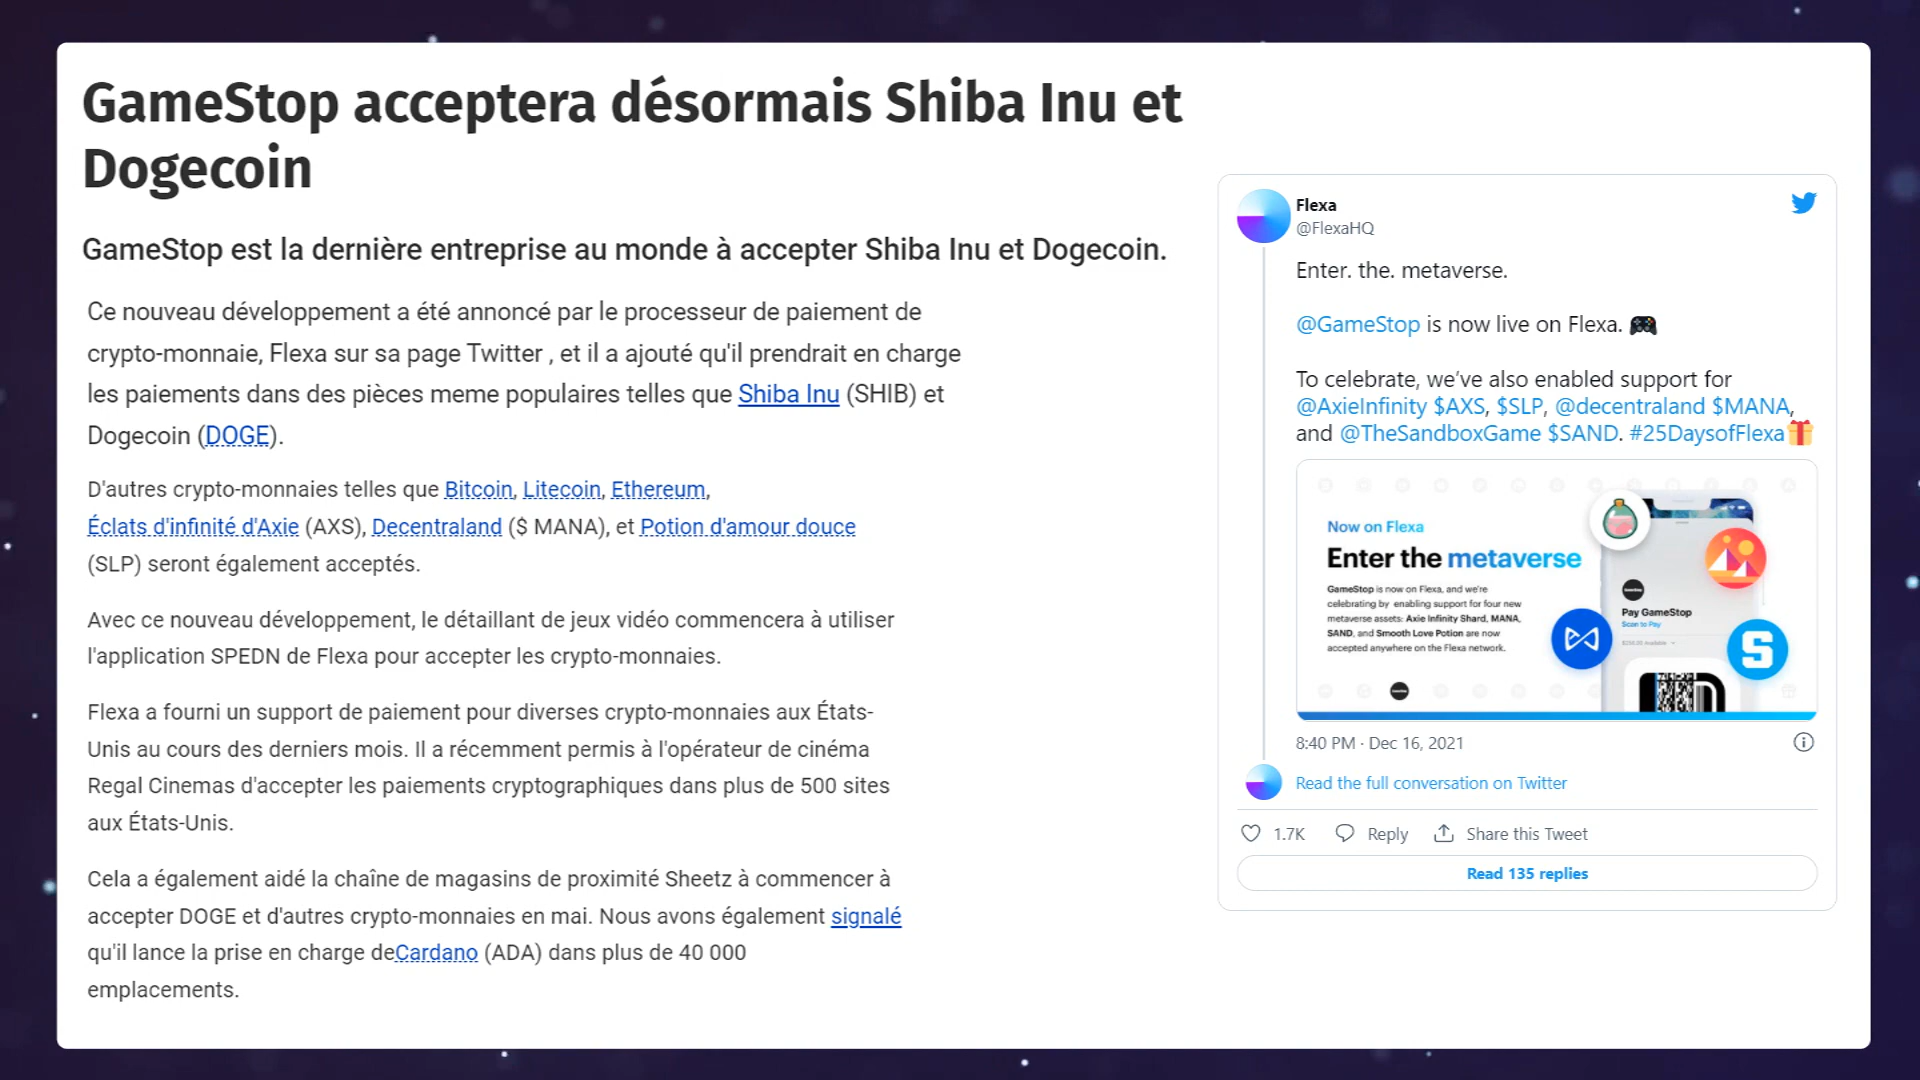 GameStop acceptera désormais Shiba Inu et
Dogecoin
GameStop est la dernière entreprise au monde à accepter Shiba Inu et Dogecoin.
Ce nouveau développement a été annoncé par le processeur de paiement de
crypto-monnaie, Flexa sur sa page Twitter , et il a ajouté qu'il prendrait en charge
les paiements dans des pièces meme populaires telles que Shiba Inu (SHIB) et
Dogecoin (DOGE).
D'autres crypto-monnaies telles que Bitcoin, Litecoin, Ethereum,
Éclats d'infinité d'Axie (AXS), Decentraland ($ MANA), et Potion d'amour douce
(SLP) seront également acceptés.
Avec ce nouveau développement, le détaillant de jeux vidéo commencera à utiliser
l'application SPEDN de Flexa pour accepter les crypto-monnaies.
Flexa a fourni un support de paiement pour diverses crypto-monnaies aux États-
Unis au cours des derniers mois. Il a récemment permis à l'opérateur de cinéma
Regal Cinemas d'accepter les paiements cryptographiques dans plus de 500 sites
aux États-Unis.
Cela a également aidé la chaîne de magasins de proximité Sheetz à commencer à
accepter DOGE et d'autres crypto-monnaies en mai. Nous avons également signalé
qu'il lance la prise en charge deCardano (ADA) dans plus de 40 000
emplacements.
Flexa
@FlexaHQ
Enter. the. metaverse.
@GameStop is now live on Flexa. 🎮
To celebrate, we've also enabled support for
@AxieInfinity $AXS, $SLP, @decentraland $MANA,
and @TheSandboxGame $SAND. #25DaysofFlexa🎁
Now on Flexa
Enter the metaverse
GameStop is now on Flexa, and we're
celebrating by enabling support for four new
metaverse assets: Axie Infinity Shard, MANA,
SAND, and Smooth Love Potion are now
accepted anywhere on the Flexa network.
Pay GameStop
Scan to Pay
8:40 PM · Dec 16, 2021
Read the full conversation on Twitter
1.7K Reply Share this Tweet
Read 135 replies